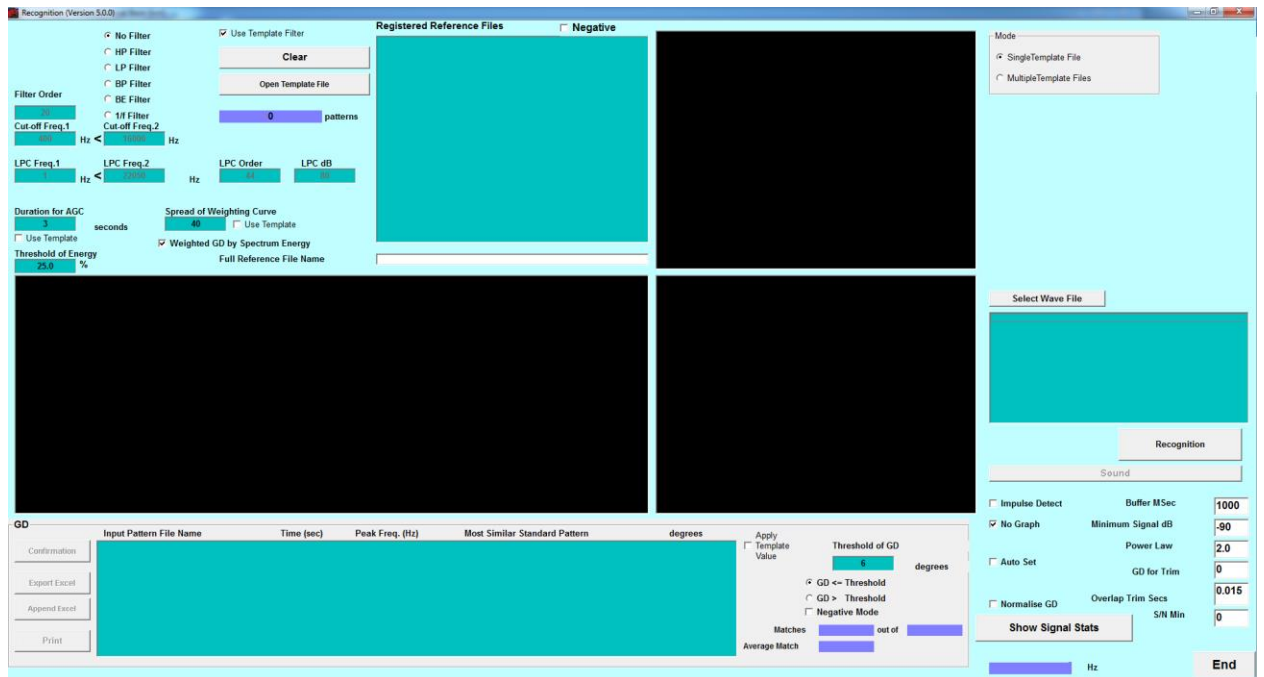 Recognition (Version 5.0.0)
No Filter
HP Filter
LP Filter
BP Filter
BE Filter
1/f Filter
Use Template Filter
Clear
Open Template File
0 patterns
Filter Order
20
Cut-off Freq.1 Cut-off Freq.2
400 Hz < 16006 Hz
LPC Freq.1 LPC Freq.2 LPC Order LPC dB
1 Hz < 22050 Hz 44 80
Duration for AGC Spread of Weighting Curve
3 seconds 40 Use Template
Use Template
Weighted GD by Spectrum Energy
Threshold of Energy
25.0 %
Full Reference File Name
Registered Reference Files Negative
Mode
SingleTemplate File
MultipleTemplate Files
Select Wave File
Recognition
Sound
Impulse Detect Buffer MSec 1000
No Graph Minimum Signal dB -90
Power Law 2.0
Auto Set
GD for Trim 0
Overlap Trim Secs 0.015
Normalise GD
S/N Min 0
Show Signal Stats
Hz
End
GD
Input Pattern File Name Time (sec) Peak Freq. (Hz) Most Similar Standard Pattern degrees
Confirmation
Export Excel
Append Excel
Print
Apply
Template
Value
Threshold of GD
6 degrees
GD <= Threshold
GD > Threshold
Negative Mode
Matches out of
Average Match